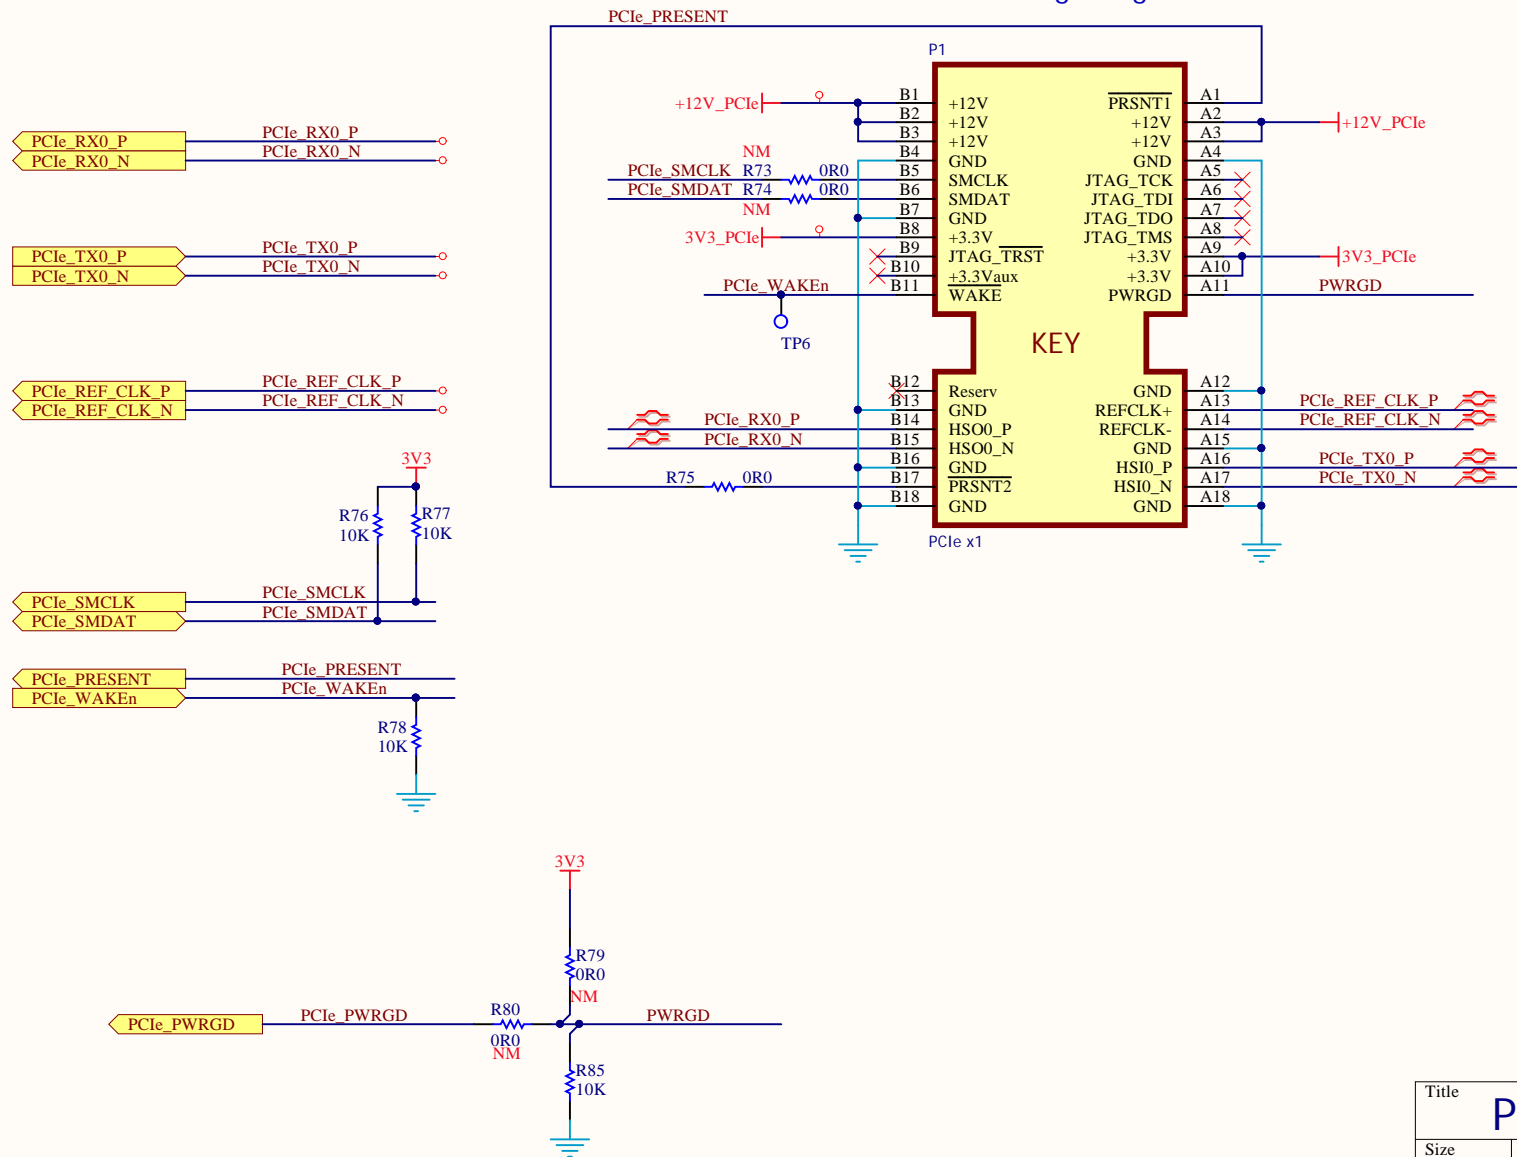 PCIe_PRESENT
P1
+12V_PCIe
B1 +12V PRSNT1 A1
B2 +12V +12V A2
+12V_PCIe
B3 +12V +12V A3
B4 GND GND A4
NM
PCIe_SMCLK R73 0R0 B5 SMCLK JTAG_TCK A5
PCIe_SMDAT R74 0R0 B6 SMDAT JTAG_TDI A6
NM
B7 GND JTAG_TDO A7
3V3_PCIe B8 +3.3V JTAG_TMS A8
B9 JTAG_TRST +3.3V A9 3V3_PCIe
B10 +3.3Vaux +3.3V A10
PCIe_WAKEn B11 WAKE PWRGD A11 PWRGD
TP6
KEY
B12 Reserv GND A12
B13 GND REFCLK+ A13 PCIe_REF_CLK_P
PCIe_RX0_P B14 HSO0_P REFCLK- A14 PCIe_REF_CLK_N
PCIe_RX0_N B15 HSO0_N GND A15
B16 GND HSI0_P A16 PCIe_TX0_P
R75 0R0 B17 PRSNT2 HSI0_N A17 PCIe_TX0_N
B18 GND GND A18
PCIe x1
PCIe_RX0_P PCIe_RX0_P
PCIe_RX0_N PCIe_RX0_N
PCIe_TX0_P PCIe_TX0_P
PCIe_TX0_N PCIe_TX0_N
PCIe_REF_CLK_P PCIe_REF_CLK_P
PCIe_REF_CLK_N PCIe_REF_CLK_N
3V3
R76 R77
10K 10K
PCIe_SMCLK PCIe_SMCLK
PCIe_SMDAT PCIe_SMDAT
PCIe_PRESENT PCIe_PRESENT
PCIe_WAKEn PCIe_WAKEn
R78
10K
3V3
R79
0R0
NM
PCIe_PWRGD PCIe_PWRGD R80 PWRGD
0R0
NM
R85
10K
Title
P
Size